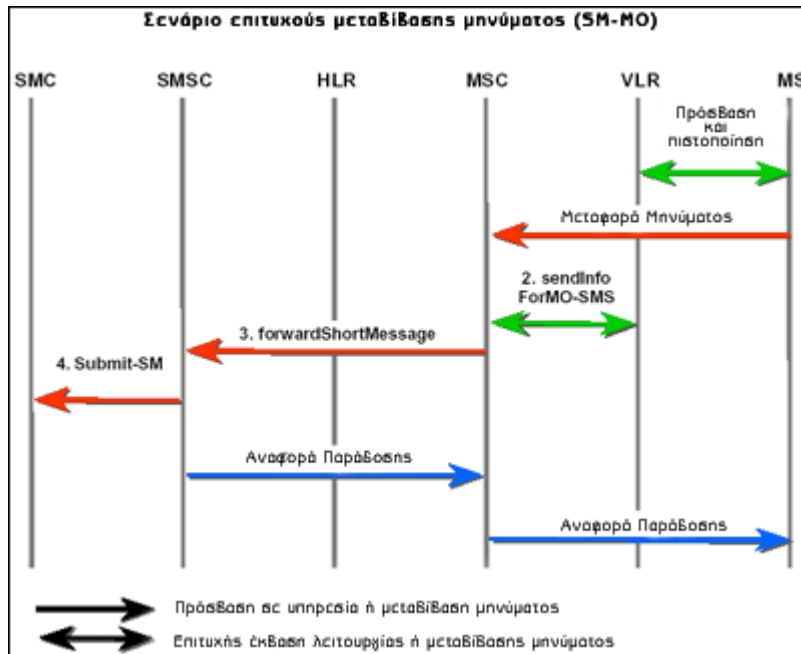 Σενάριο επιτυχούς μεταβίβασης μηνύματος (SM-MO)
SMC SMSC HLR MSC VLR MS
Πρόσβαση
και
πιστοποίηση
Μεταφορά Μηνύματος
2. sendInfo
ForMO-SMS
3. forwardShortMessage
4. Submit-SM
Αναφορά Παράδοσης
Αναφορά Παράδοσης
Πρόσβαση σε υπηρεσία ή μεταβίβαση μηνύματος
Επιτυχής έκβαση λειτουργίας ή μεταβίβασης μηνύματος